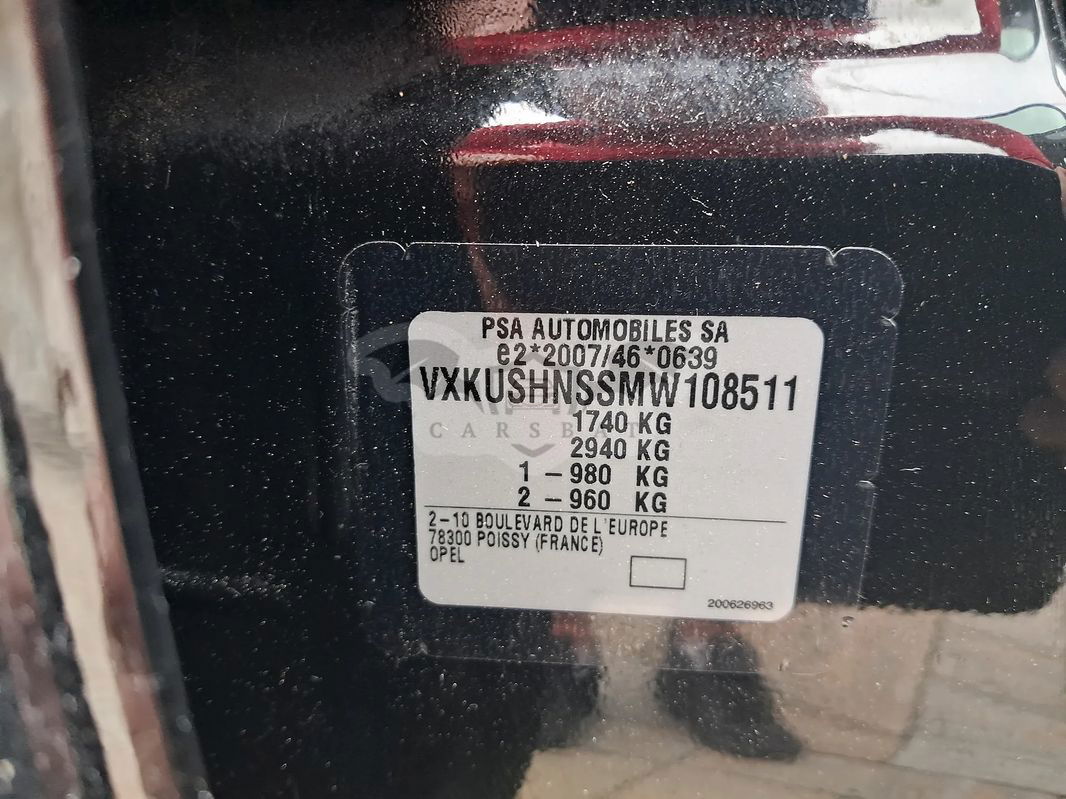 PSA AUTOMOBILES SA
e2*2007/46*0639
VXKUSHNSSMW108511
1740 KG
2940 KG
1 - 980 KG
2 - 960 KG
2-10 BOULEVARD DE L'EUROPE
78300 POISSY (FRANCE)
OPEL
200626963